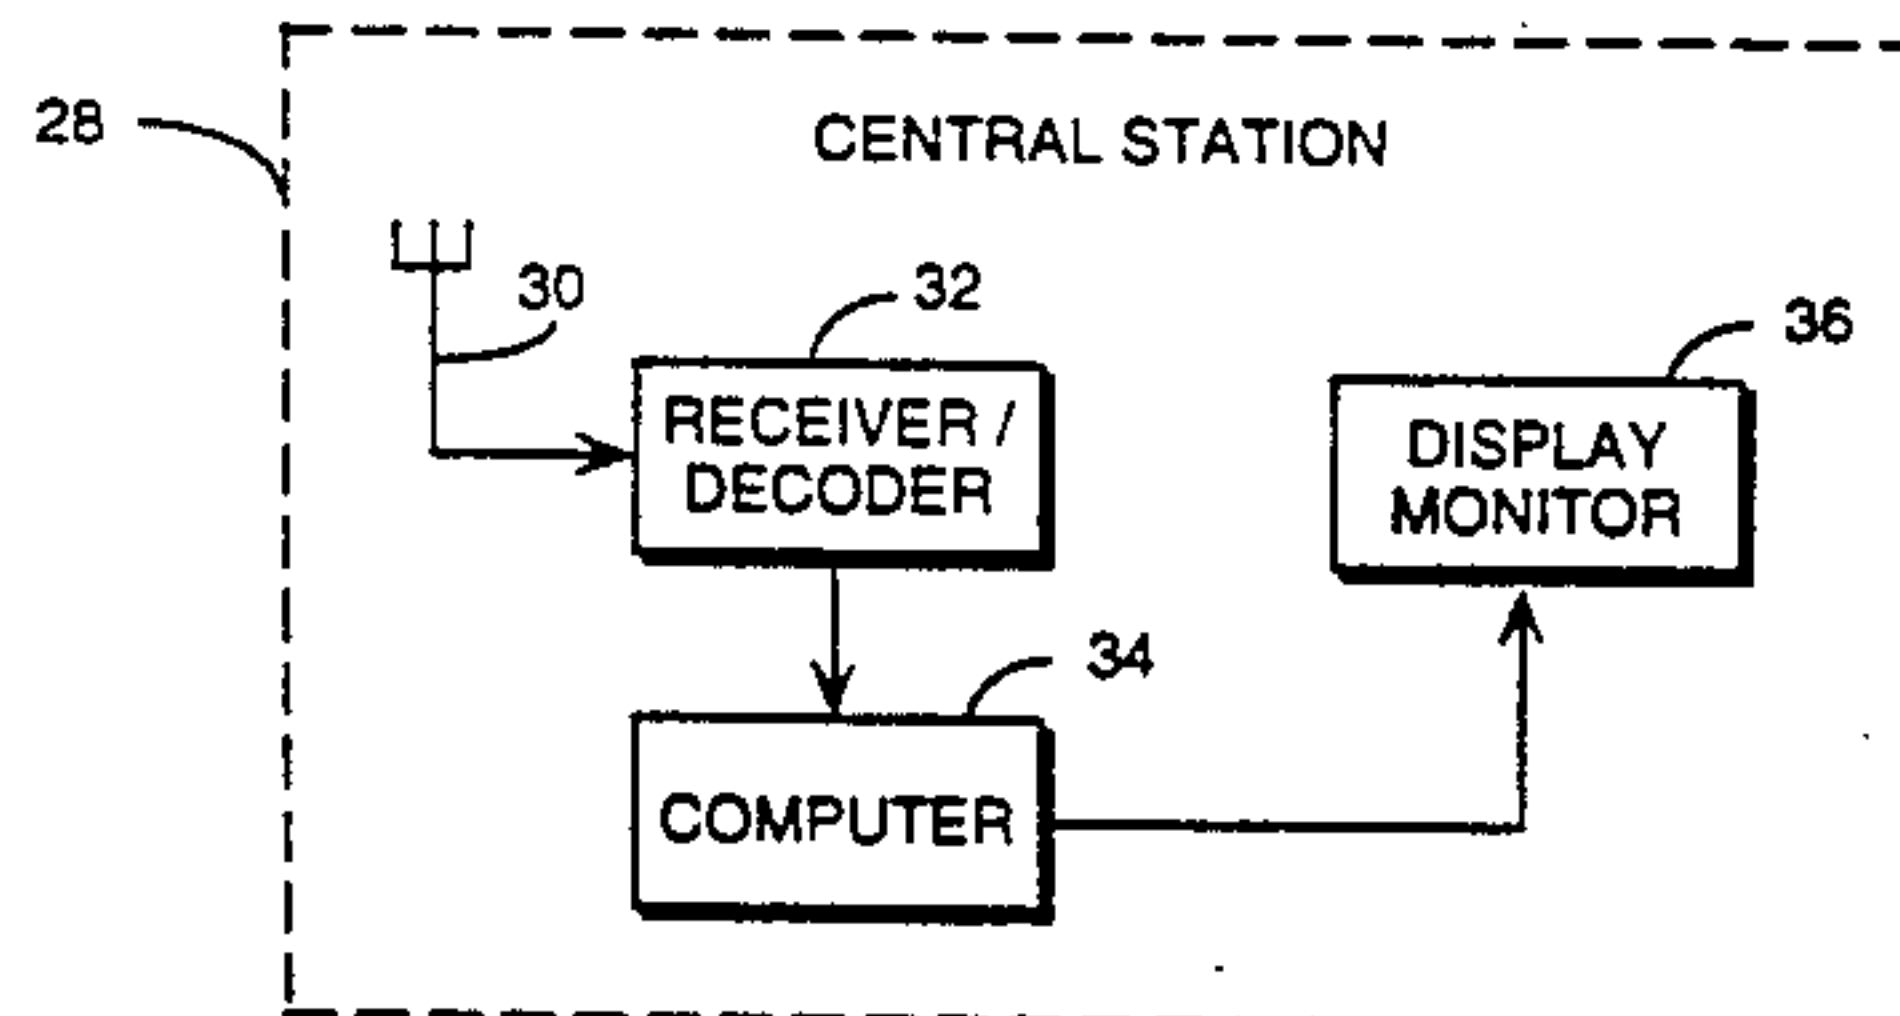 28
CENTRAL STATION
30
32
36
RECEIVER /
DECODER
DISPLAY
MONITOR
34
COMPUTER